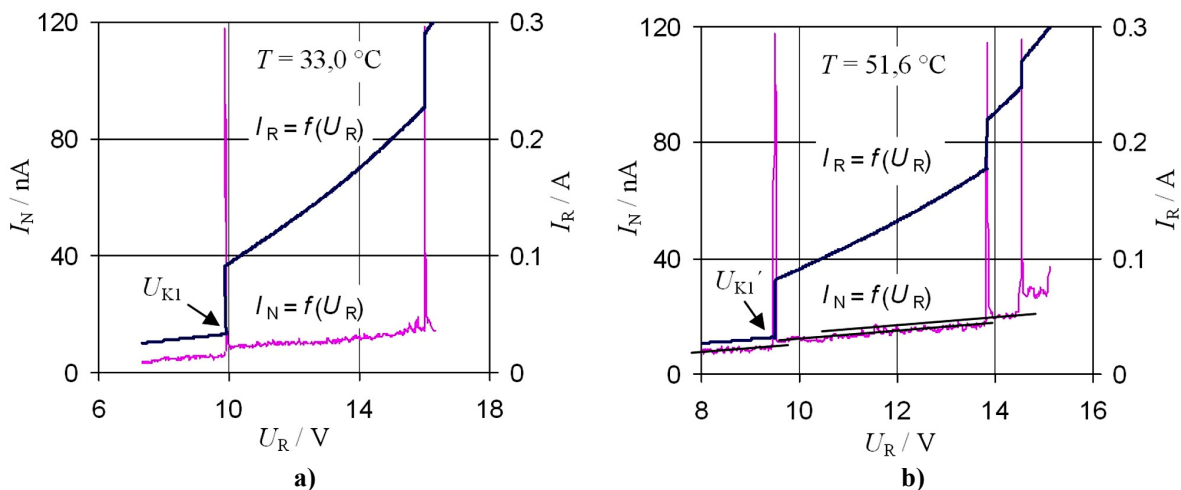 120
80
40
0
I_N / nA
T = 33,0 °C
I_R = f(U_R)
U_K1
I_N = f(U_R)
0.3
0.2
0.1
0
I_R / A
6 10 14 18
U_R / V
a)
120
80
40
0
I_N / nA
T = 51,6 °C
I_R = f(U_R)
U_K1´
I_N = f(U_R)
0.3
0.2
0.1
0
I_R / A
8 10 12 14 16
U_R / V
b)